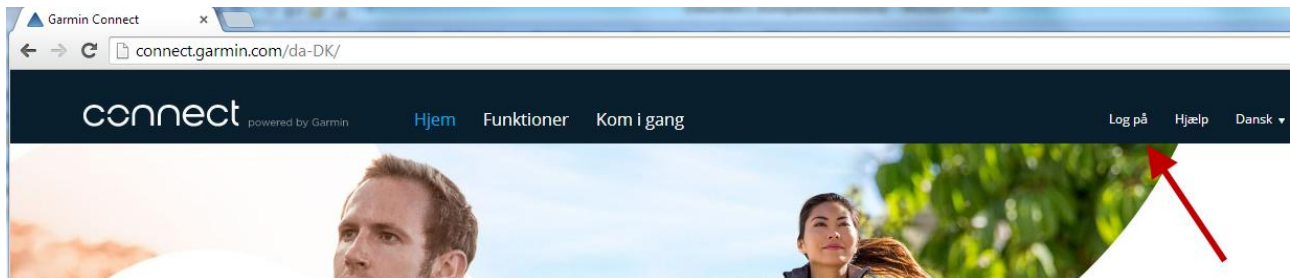 Garmin Connect
connect.garmin.com/da-DK/
connect powered by Garmin Hjem Funktioner Kom i gang Log på Hjælp Dansk